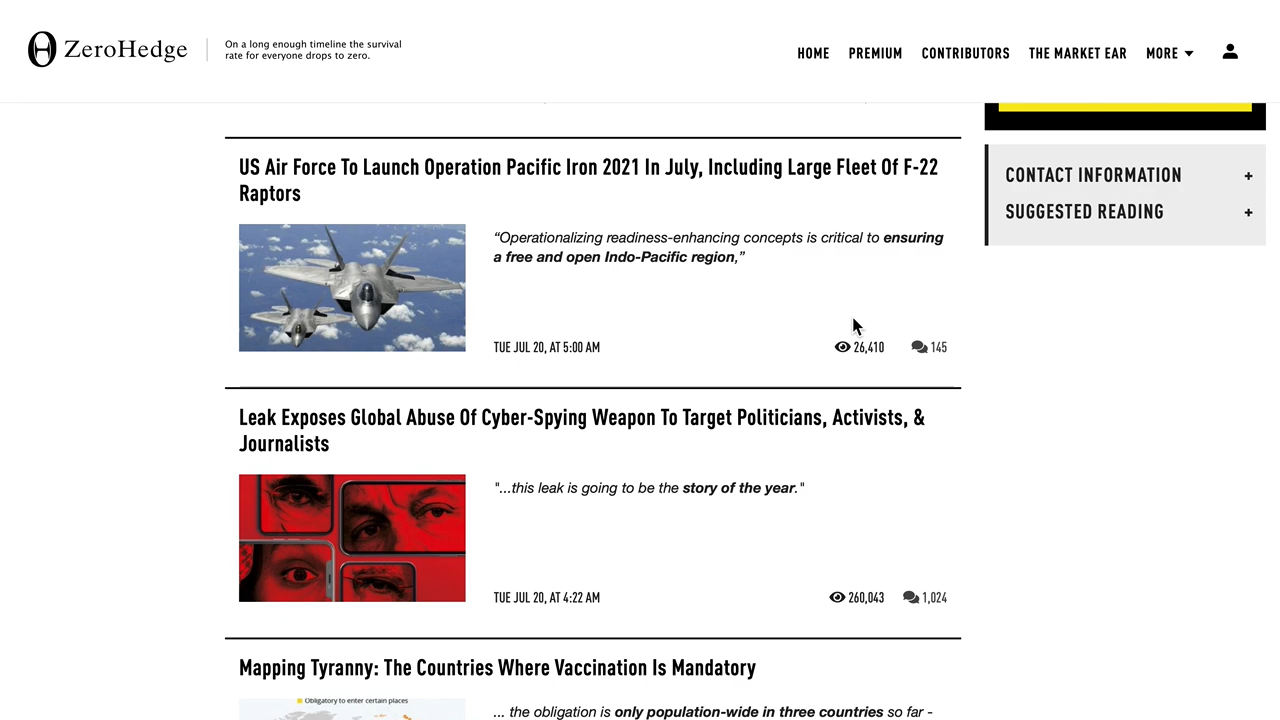 ZeroHedge
On a long enough timeline the survival
rate for everyone drops to zero.
HOME PREMIUM CONTRIBUTORS THE MARKET EAR MORE
US Air Force To Launch Operation Pacific Iron 2021 In July, Including Large Fleet Of F-22
Raptors
“Operationalizing readiness-enhancing concepts is critical to ensuring
a free and open Indo-Pacific region,”
TUE JUL 20, AT 5:00 AM 26,410 145
CONTACT INFORMATION +
SUGGESTED READING +
Leak Exposes Global Abuse Of Cyber-Spying Weapon To Target Politicians, Activists, &
Journalists
"...this leak is going to be the story of the year."
TUE JUL 20, AT 4:22 AM 260,043 1,024
Mapping Tyranny: The Countries Where Vaccination Is Mandatory
Obligatory to enter certain places
... the obligation is only population-wide in three countries so far -